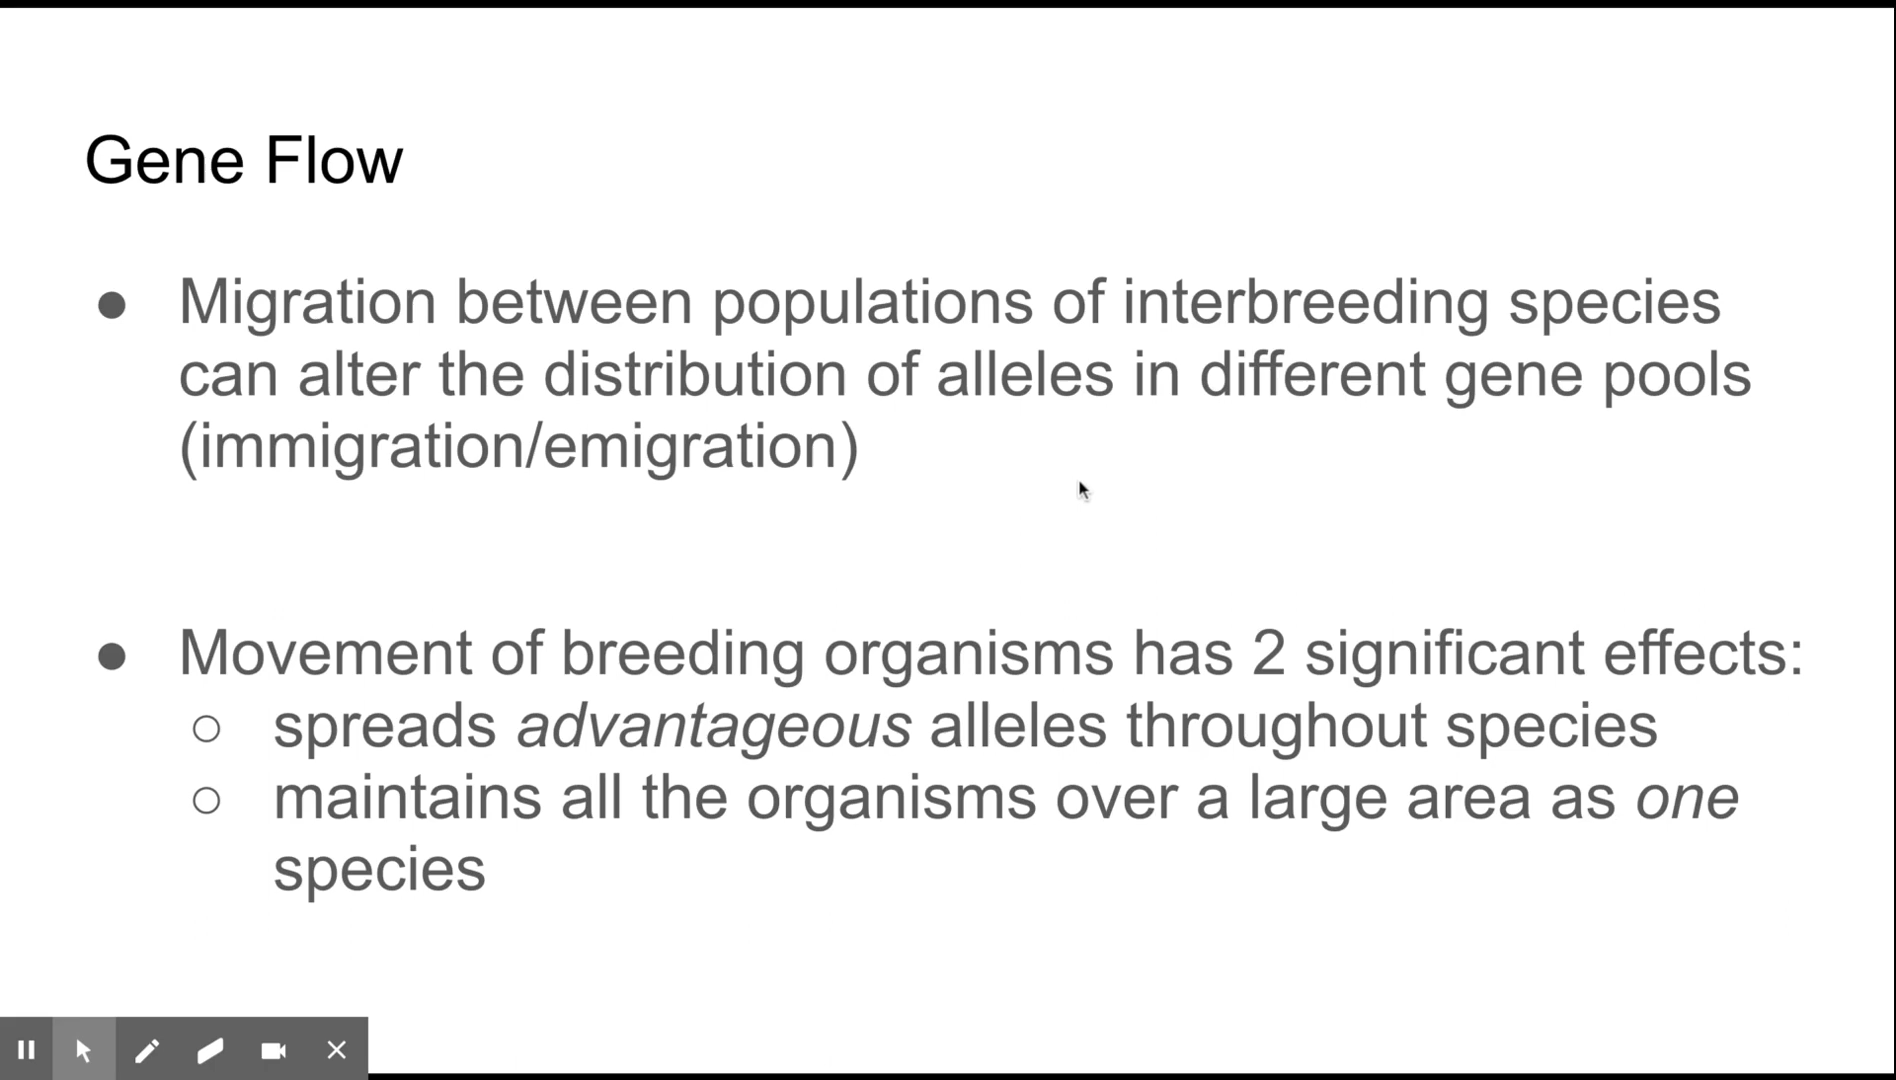 Gene Flow
● Migration between populations of interbreeding species
can alter the distribution of alleles in different gene pools
(immigration/emigration)
● Movement of breeding organisms has 2 significant effects:
○ spreads advantageous alleles throughout species
○ maintains all the organisms over a large area as one
species